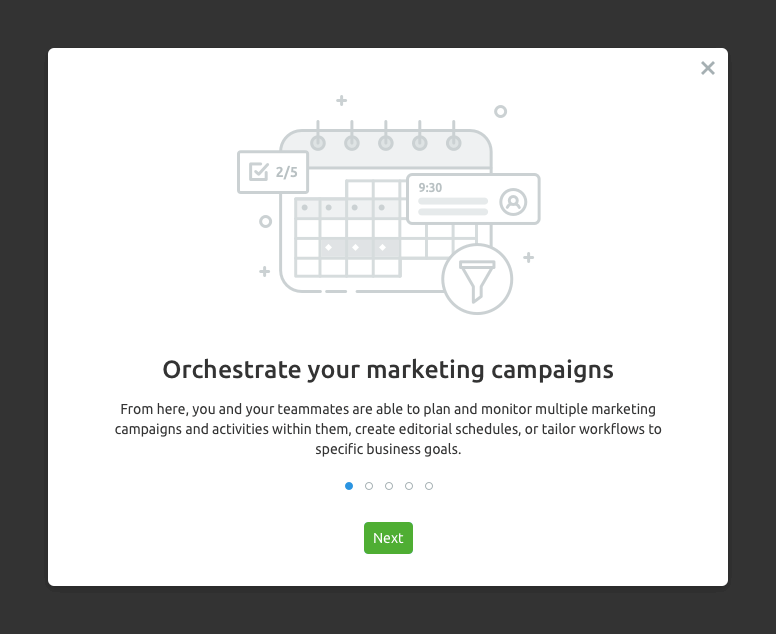 2/5
9:30
Orchestrate your marketing campaigns
From here, you and your teammates are able to plan and monitor multiple marketing
campaigns and activities within them, create editorial schedules, or tailor workflows to
specific business goals.
Next